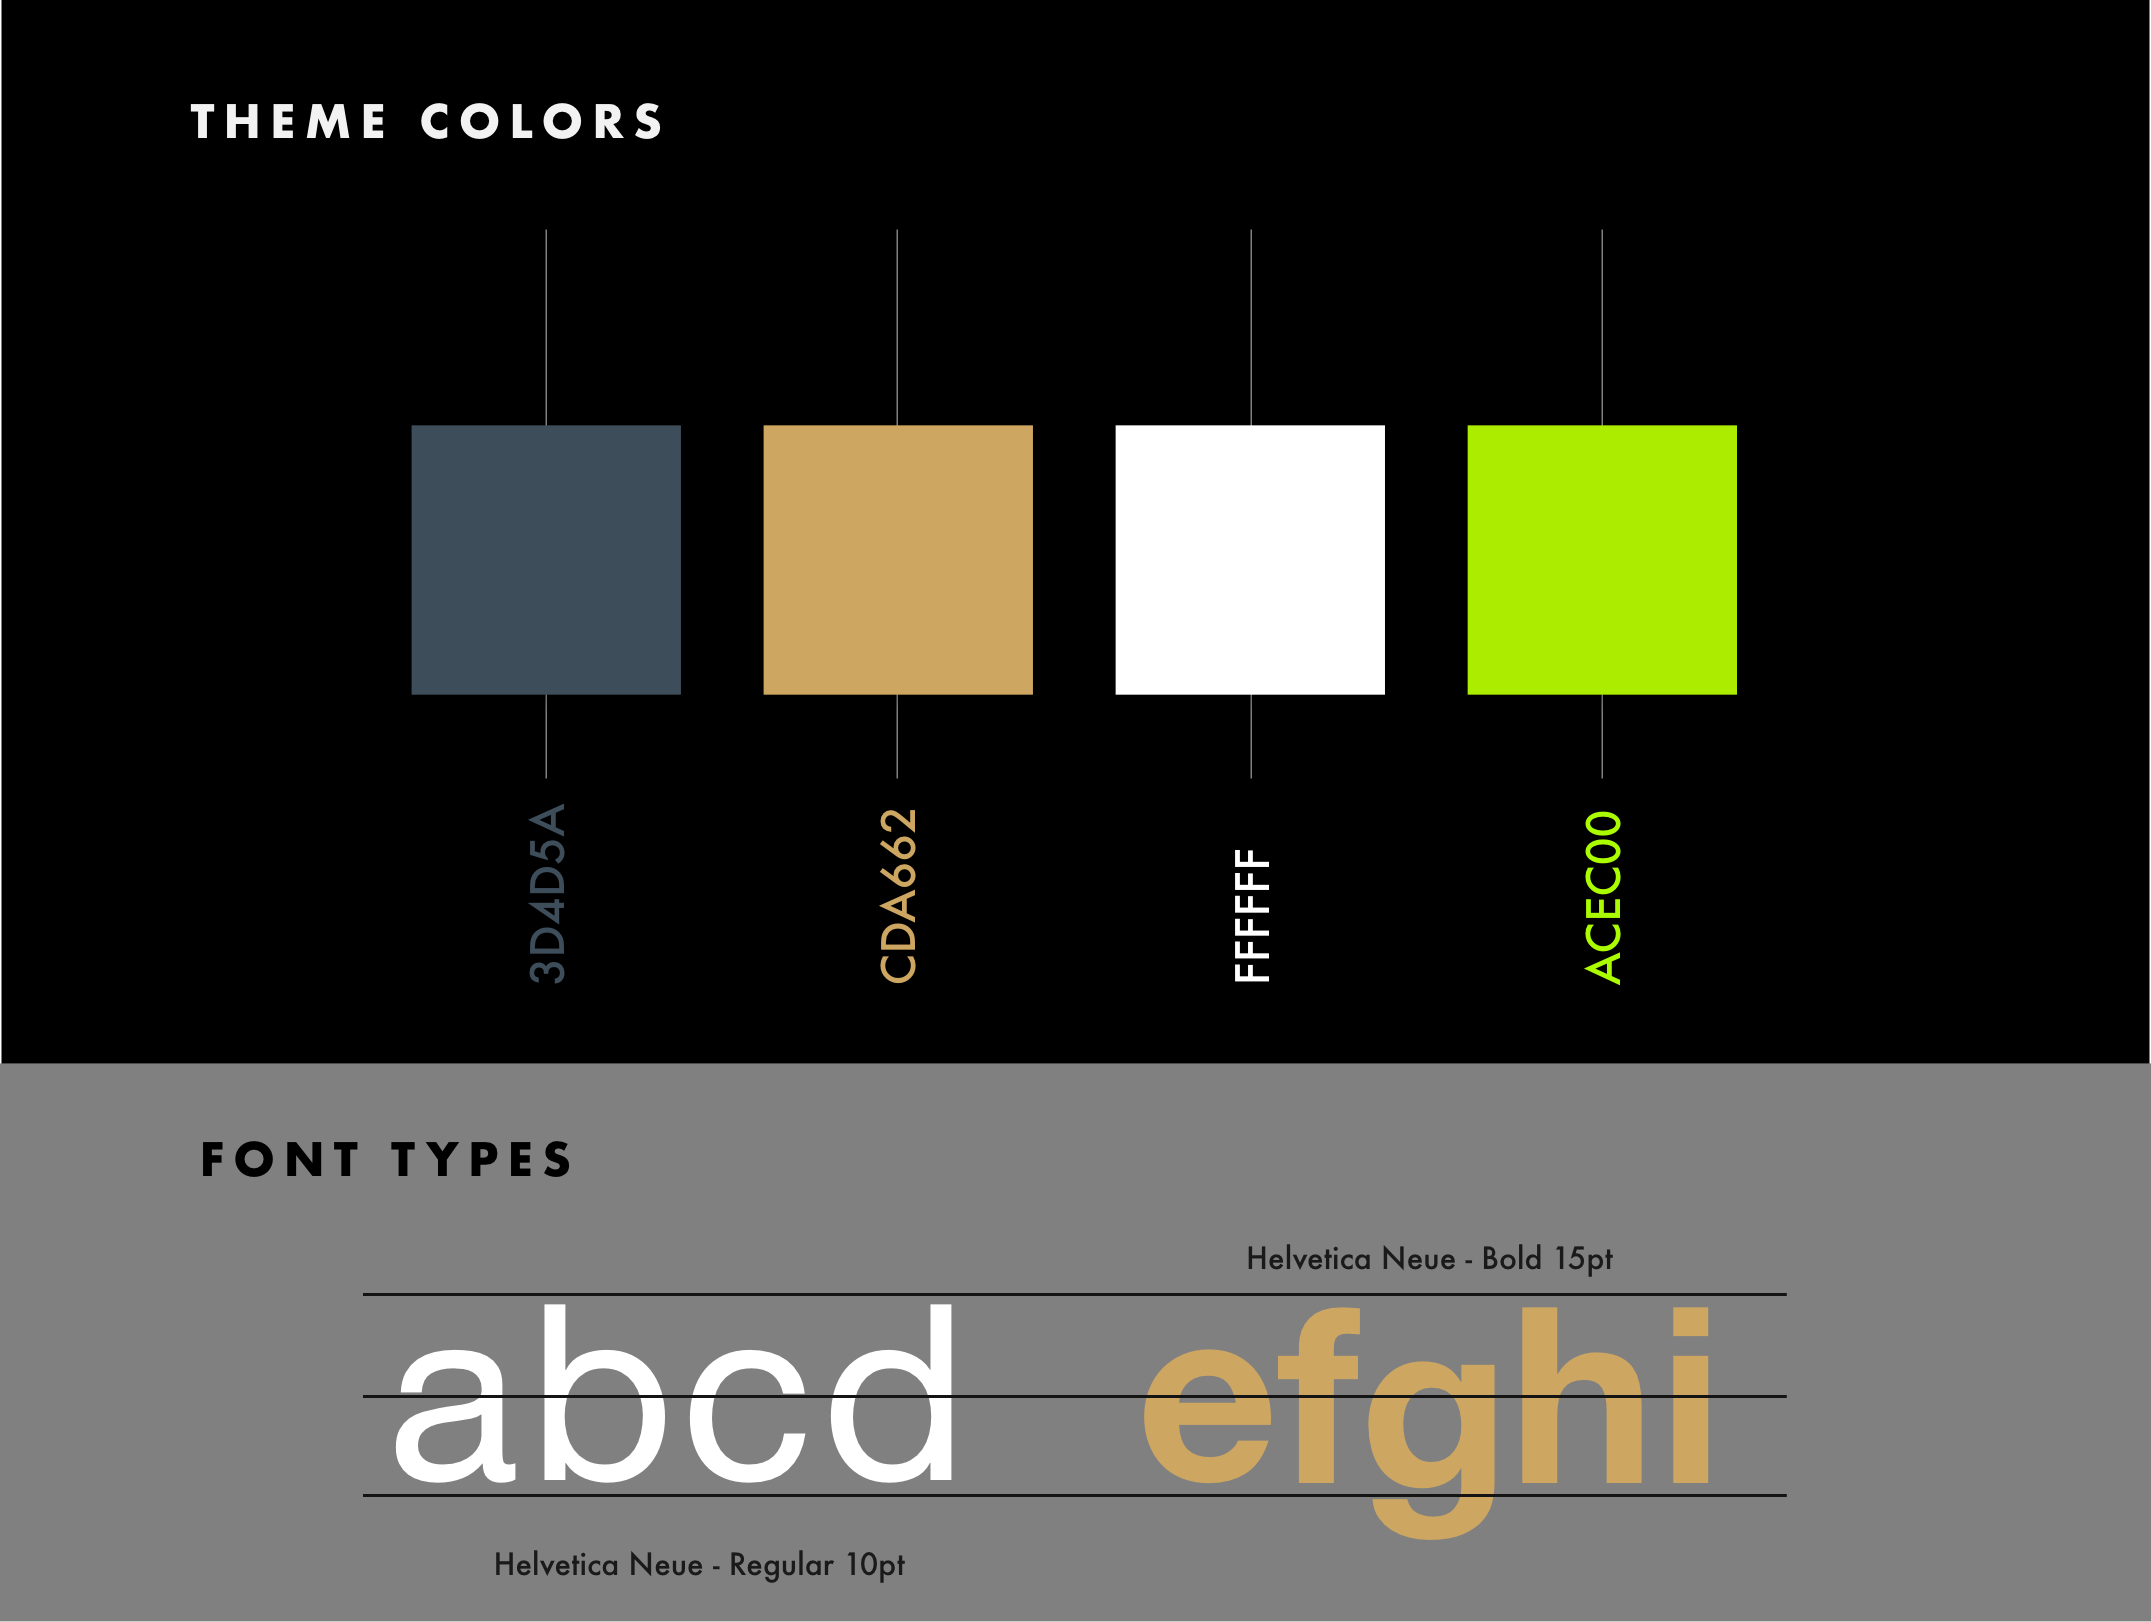 THEME COLORS
3D4D5A
CDA662
FFFFFF
ACEC00
FONT TYPES
Helvetica Neue - Bold 15pt
abcd efghi
Helvetica Neue - Regular 10pt